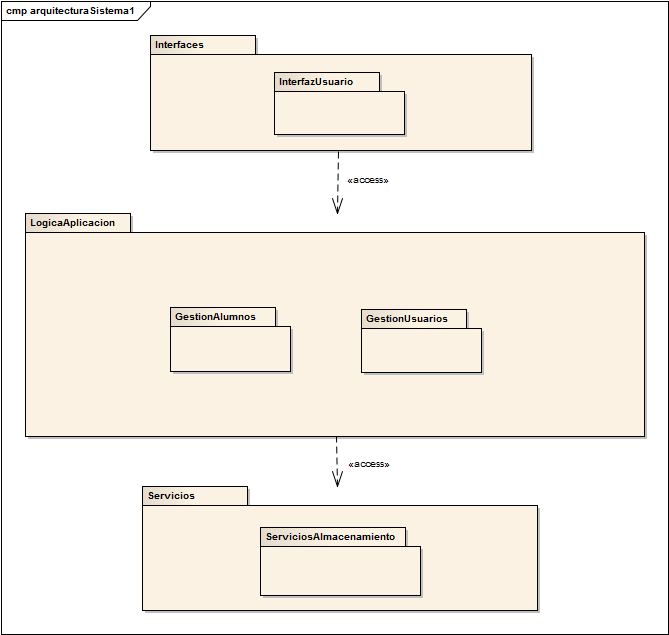 cmp arquitecturaSistema1
Interfaces
InterfazUsuario
«access»
LogicaAplicacion
GestionAlumnos
GestionUsuarios
«access»
Servicios
ServiciosAlmacenamiento